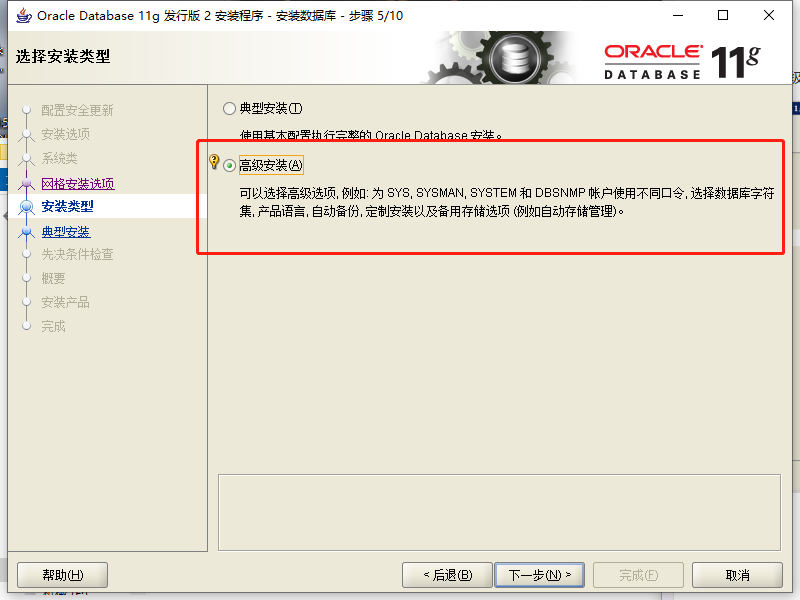 Oracle Database 11g 发行版 2 安装程序 - 安装数据库 - 步骤 5/10
选择安装类型
ORACLE
DATABASE
11g
配置安全更新
安装选项
系统类
网格安装选项
安装类型
典型安装
先决条件检查
概要
安装产品
完成
典型安装(T)
使用基本配置执行完整的 Oracle Database 安装。
高级安装(A)
可以选择高级选项, 例如: 为 SYS, SYSMAN, SYSTEM 和 DBSNMP 帐户使用不同口令, 选择数据库字符
集, 产品语言, 自动备份, 定制安装以及备用存储选项 (例如自动存储管理)。
帮助(H)
< 后退(B)
下一步(N) >
完成(F)
取消